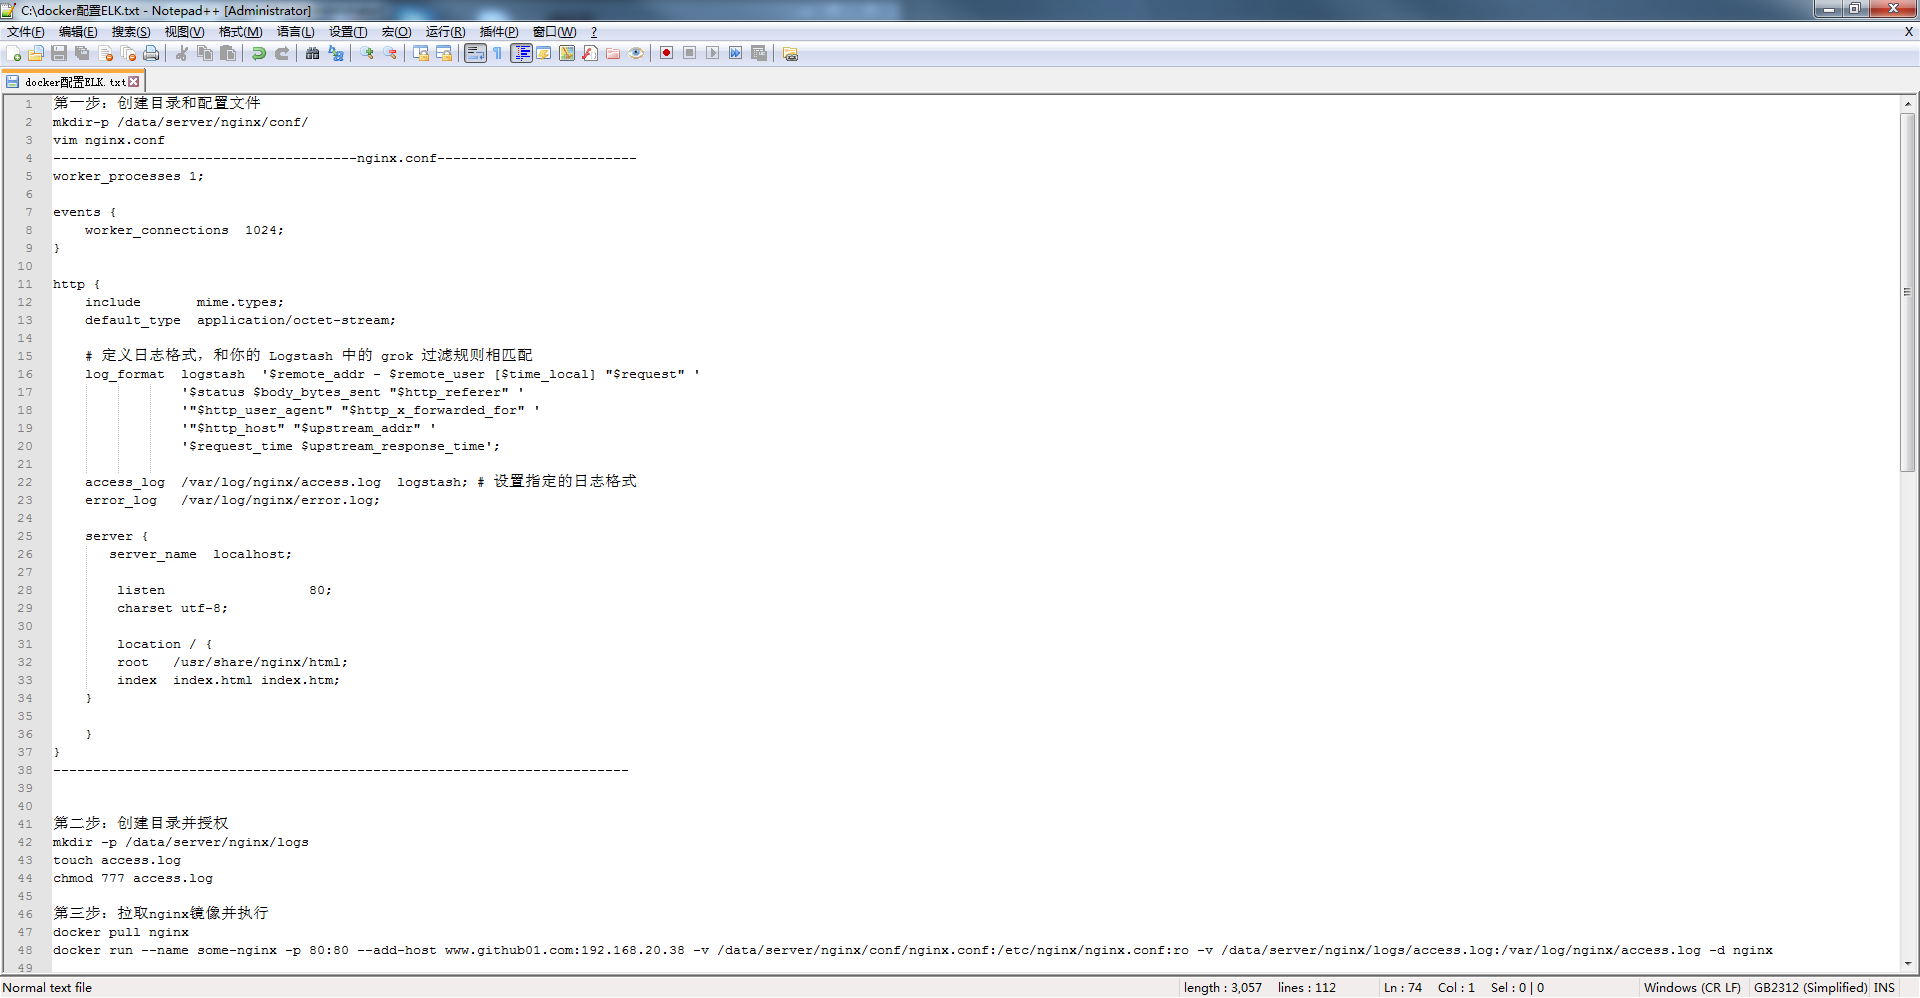 C:\docker配置ELK.txt - Notepad++ [Administrator]
文件(F) 编辑(E) 搜索(S) 视图(V) 格式(M) 语言(L) 设置(T) 宏(O) 运行(R) 插件(P) 窗口(W) ? X
docker配置ELK.txt
1 第一步：创建目录和配置文件
2 mkdir-p /data/server/nginx/conf/
3 vim nginx.conf
4 --------------------------------------nginx.conf-------------------------
5 worker_processes 1;
6
7 events {
8     worker_connections  1024;
9 }
10
11 http {
12     include       mime.types;
13     default_type  application/octet-stream;
14
15     # 定义日志格式，和你的 Logstash 中的 grok 过滤规则相匹配
16     log_format  logstash  '$remote_addr - $remote_user [$time_local] "$request" '
17                 '$status $body_bytes_sent "$http_referer" '
18                 '"$http_user_agent" "$http_x_forwarded_for" '
19                 '"$http_host" "$upstream_addr" '
20                 '$request_time $upstream_response_time';
21
22     access_log  /var/log/nginx/access.log  logstash; # 设置指定的日志格式
23     error_log   /var/log/nginx/error.log;
24
25     server {
26        server_name  localhost;
27
28         listen                  80;
29         charset utf-8;
30
31         location / {
32         root   /usr/share/nginx/html;
33         index  index.html index.htm;
34     }
35
36     }
37 }
38 ------------------------------------------------------------------------
39
40
41 第二步：创建目录并授权
42 mkdir -p /data/server/nginx/logs
43 touch access.log
44 chmod 777 access.log
45
46 第三步：拉取nginx镜像并执行
47 docker pull nginx
48 docker run --name some-nginx -p 80:80 --add-host www.github01.com:192.168.20.38 -v /data/server/nginx/conf/nginx.conf:/etc/nginx/nginx.conf:ro -v /data/server/nginx/logs/access.log:/var/log/nginx/access.log -d nginx
49
Normal text file length : 3,057 lines : 112 Ln : 74 Col : 1 Sel : 0 | 0 Windows (CR LF) GB2312 (Simplified) INS